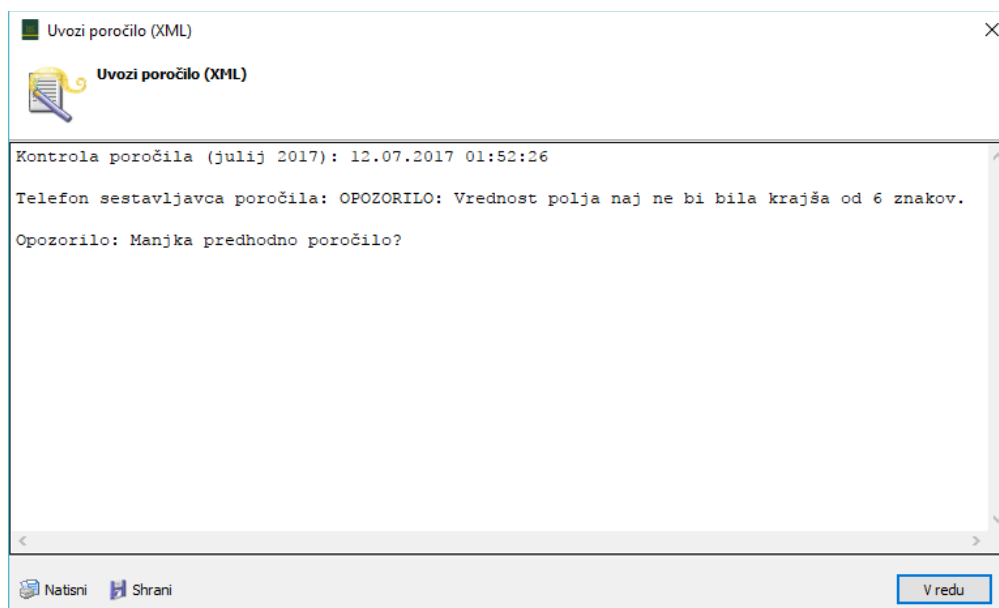 Uvozi poročilo (XML)
Uvozi poročilo (XML)
Kontrola poročila (julij 2017): 12.07.2017 01:52:26
Telefon sestavljavca poročila: OPOZORILO: Vrednost polja naj ne bi bila krajša od 6 znakov.
Opozorilo: Manjka predhodno poročilo?
Natisni Shrani V redu